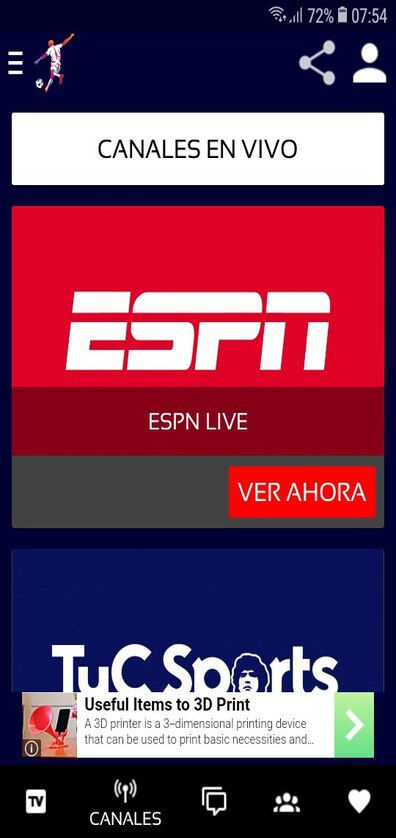 72% 07:54
CANALES EN VIVO
ESPN
ESPN LIVE
VER AHORA
TuC Sports
Useful Items to 3D Print
A 3D printer is a 3-dimensional printing device
that can be used to print basic necessities and...
TV
CANALES